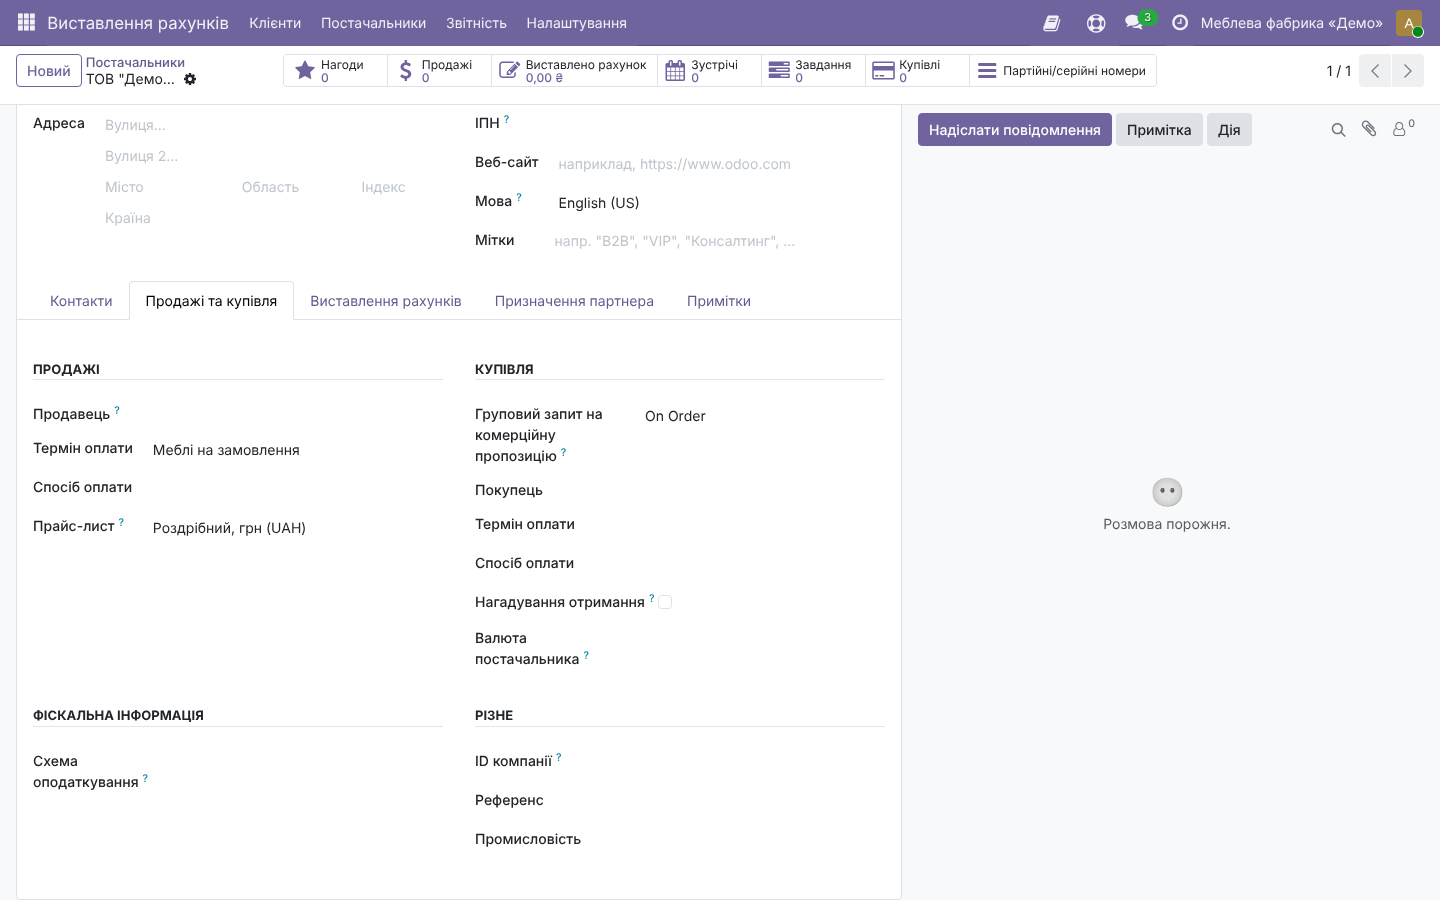 Виставлення рахунків Клієнти Постачальники Звітність Налаштування 3 Меблева фабрика «Демо» A
Новий
Постачальники
ТОВ "Демо...
Нагоди
0
Продажі
0
Виставлено рахунок
0,00 ₴
Зустрічі
0
Завдання
0
Купівлі
0
Партійні/серійні номери
1 / 1
Адреса
Вулиця...
Вулиця 2...
Місто Область Індекс
Країна
ІПН ?
Веб-сайт наприклад, https://www.odoo.com
Мова ? English (US)
Мітки напр. "B2B", "VIP", "Консалтинг", ...
Надіслати повідомлення Примітка Дія 0
Контакти Продажі та купівля Виставлення рахунків Призначення партнера Примітки
ПРОДАЖІ
Продавець ?
Термін оплати Меблі на замовлення
Спосіб оплати
Прайс-лист ? Роздрібний, грн (UAH)
КУПІВЛЯ
Груповий запит на
комерційну
пропозицію ?
On Order
Покупець
Термін оплати
Спосіб оплати
Нагадування отримання ?
Валюта
постачальника ?
Розмова порожня.
ФІСКАЛЬНА ІНФОРМАЦІЯ
Схема
оподаткування ?
РІЗНЕ
ID компанії ?
Референс
Промисловість